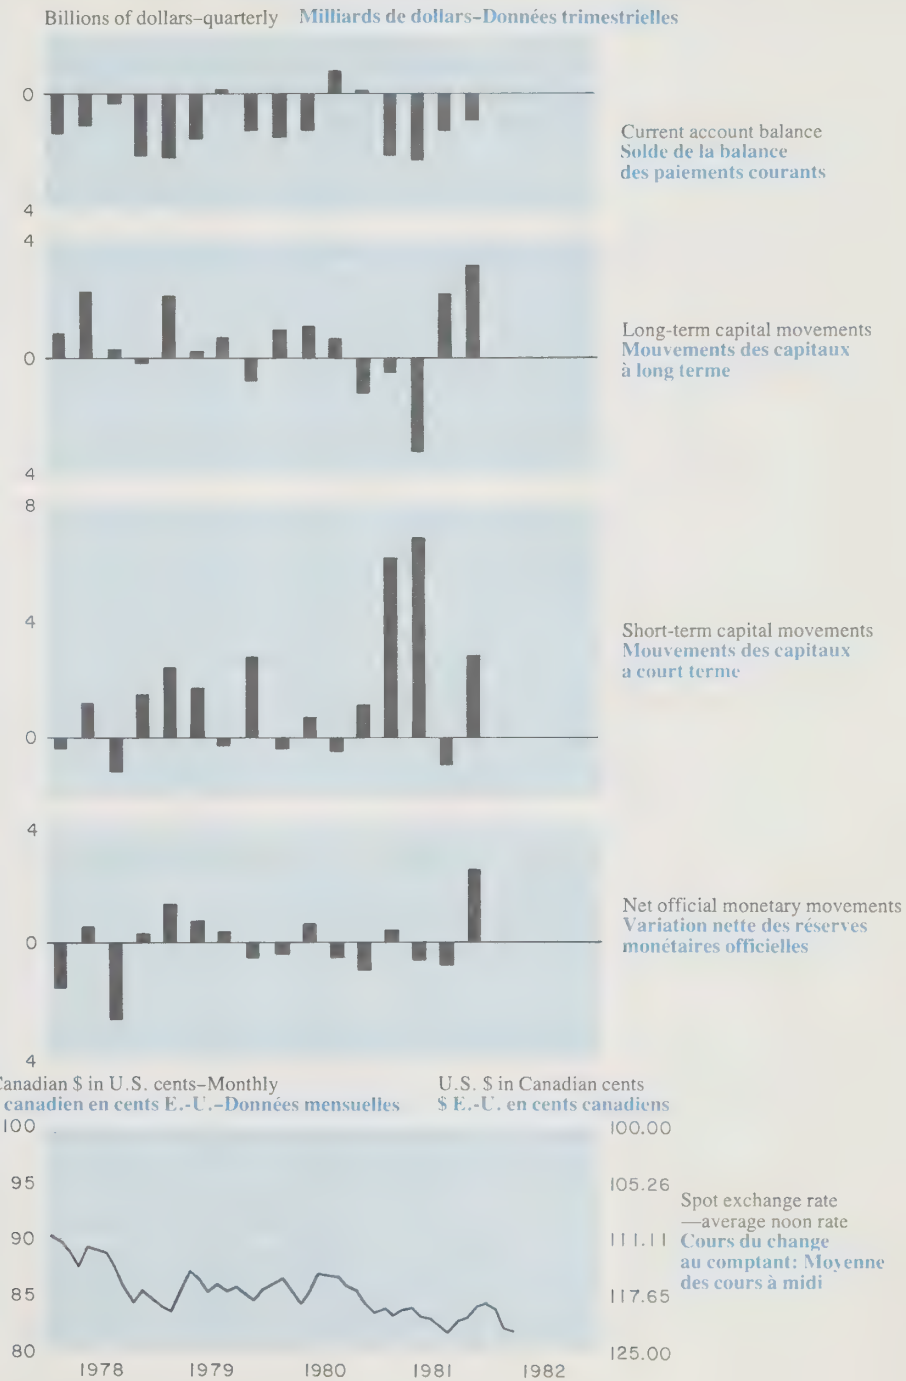 Billions of dollars–quarterly Milliards de dollars–Données trimestrielles
0
4
Current account balance
Solde de la balance
des paiements courants
4
0
4
Long-term capital movements
Mouvements des capitaux
à long terme
8
4
0
Short-term capital movements
Mouvements des capitaux
a court terme
4
0
4
Net official monetary movements
Variation nette des réserves
monétaires officielles
Canadian $ in U.S. cents–Monthly U.S. $ in Canadian cents
canadien en cents E.-U.–Données mensuelles $ E.-U. en cents canadiens
100 100.00
95 105.26
90 111.11
85 117.65
80 125.00
Spot exchange rate
—average noon rate
Cours du change
au comptant: Moyenne
des cours à midi
1978 1979 1980 1981 1982